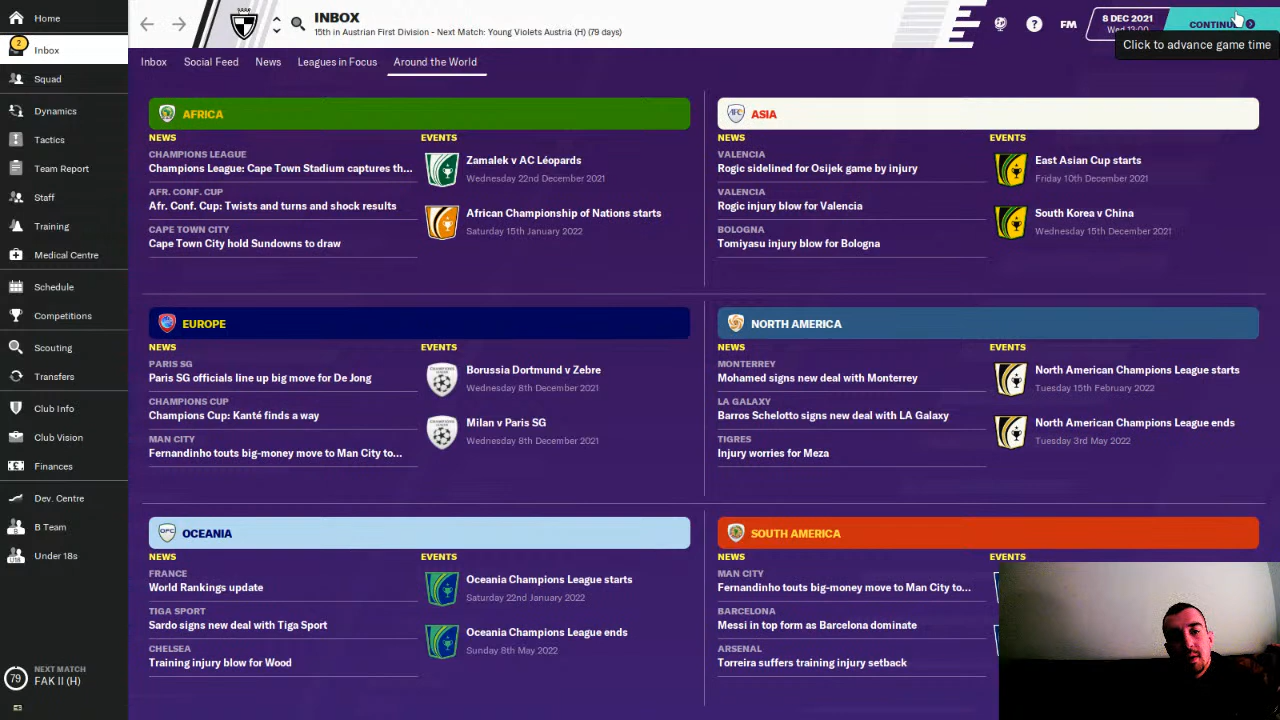 Home
INBOX
15th in Austrian First Division - Next Match: Young Violets Austria (H) (79 days)
?
FM
8 DEC 2021
Wed 13:00
CONTINU
Click to advance game time
2
Inbox
Squad
Dynamics
Tactics
Team Report
Staff
Training
Medical Centre
Schedule
Competitions
Scouting
Transfers
Club Info
Club Vision
Finances
Dev. Centre
B Team
Under 18s
79
NEXT MATCH
FAK II (H)
Inbox
Social Feed
News
Leagues in Focus
Around the World
AFRICA
NEWS
CHAMPIONS LEAGUE
Champions League: Cape Town Stadium captures th...
AFR. CONF. CUP
Afr. Conf. Cup: Twists and turns and shock results
CAPE TOWN CITY
Cape Town City hold Sundowns to draw
EVENTS
Zamalek v AC Léopards
Wednesday 22nd December 2021
African Championship of Nations starts
Saturday 15th January 2022
ASIA
NEWS
VALENCIA
Rogic sidelined for Osijek game by injury
VALENCIA
Rogic injury blow for Valencia
BOLOGNA
Tomiyasu injury blow for Bologna
EVENTS
East Asian Cup starts
Friday 10th December 2021
South Korea v China
Wednesday 15th December 2021
EUROPE
NEWS
PARIS SG
Paris SG officials line up big move for De Jong
CHAMPIONS CUP
Champions Cup: Kanté finds a way
MAN CITY
Fernandinho touts big-money move to Man City to...
EVENTS
Borussia Dortmund v Zebre
Wednesday 8th December 2021
Milan v Paris SG
Wednesday 8th December 2021
NORTH AMERICA
NEWS
MONTERREY
Mohamed signs new deal with Monterrey
LA GALAXY
Barros Schelotto signs new deal with LA Galaxy
TIGRES
Injury worries for Meza
EVENTS
North American Champions League starts
Tuesday 15th February 2022
North American Champions League ends
Tuesday 3rd May 2022
OCEANIA
NEWS
FRANCE
World Rankings update
TIGA SPORT
Sardo signs new deal with Tiga Sport
CHELSEA
Training injury blow for Wood
EVENTS
Oceania Champions League starts
Saturday 22nd January 2022
Oceania Champions League ends
Sunday 8th May 2022
SOUTH AMERICA
NEWS
MAN CITY
Fernandinho touts big-money move to Man City to...
BARCELONA
Messi in top form as Barcelona dominate
ARSENAL
Torreira suffers training injury setback
EVENTS